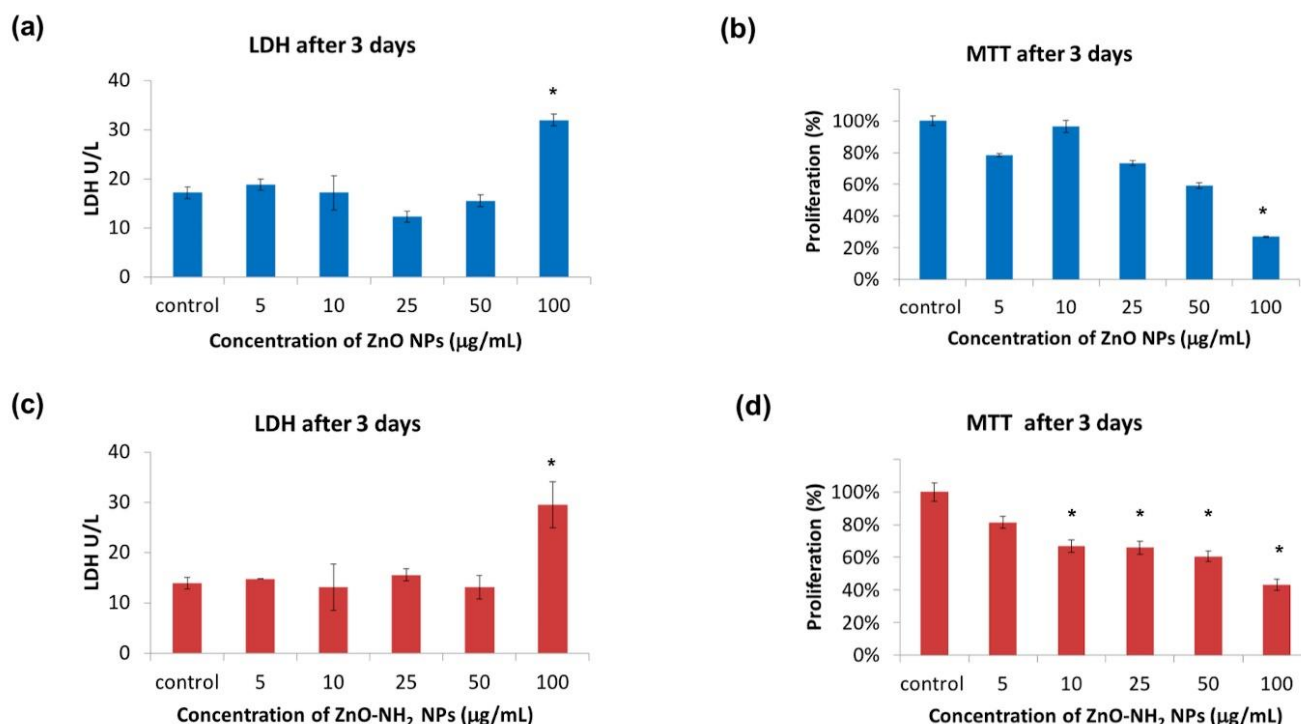 (a)
LDH after 3 days
LDH U/L
40
30
20
10
0
*
control 5 10 25 50 100
Concentration of ZnO NPs (µg/mL)
(b)
MTT after 3 days
Proliferation (%)
100%
80%
60%
40%
20%
0%
*
control 5 10 25 50 100
Concentration of ZnO NPs (µg/mL)
(c)
LDH after 3 days
LDH U/L
40
30
20
10
0
*
control 5 10 25 50 100
Concentration of ZnO-NH₂ NPs (µg/mL)
(d)
MTT after 3 days
Proliferation (%)
100%
80%
60%
40%
20%
0%
* * * *
control 5 10 25 50 100
Concentration of ZnO-NH₂ NPs (µg/mL)